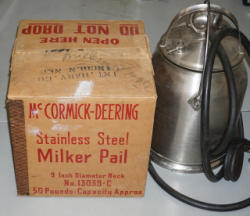 DO NOT DROP
OPEN HERE
McCORMICK-DEERING
Stainless Steel
Milker Pail
9 Inch Diameter Neck
No. 13039-C
50 Pounds-Capacity Approx.